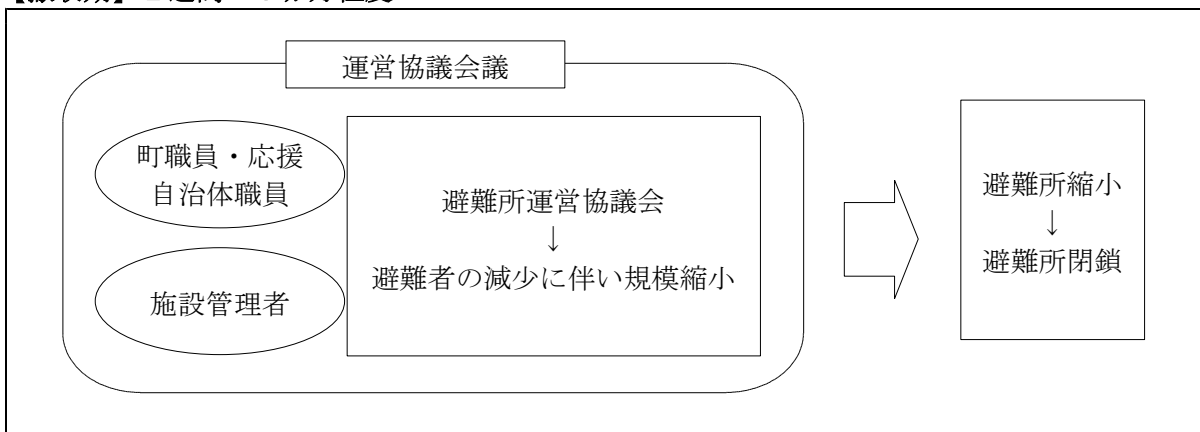 運営協議会議
町職員・応援
自治体職員
施設管理者
避難所運営協議会
↓
避難者の減少に伴い規模縮小
避難所縮小
↓
避難所閉鎖